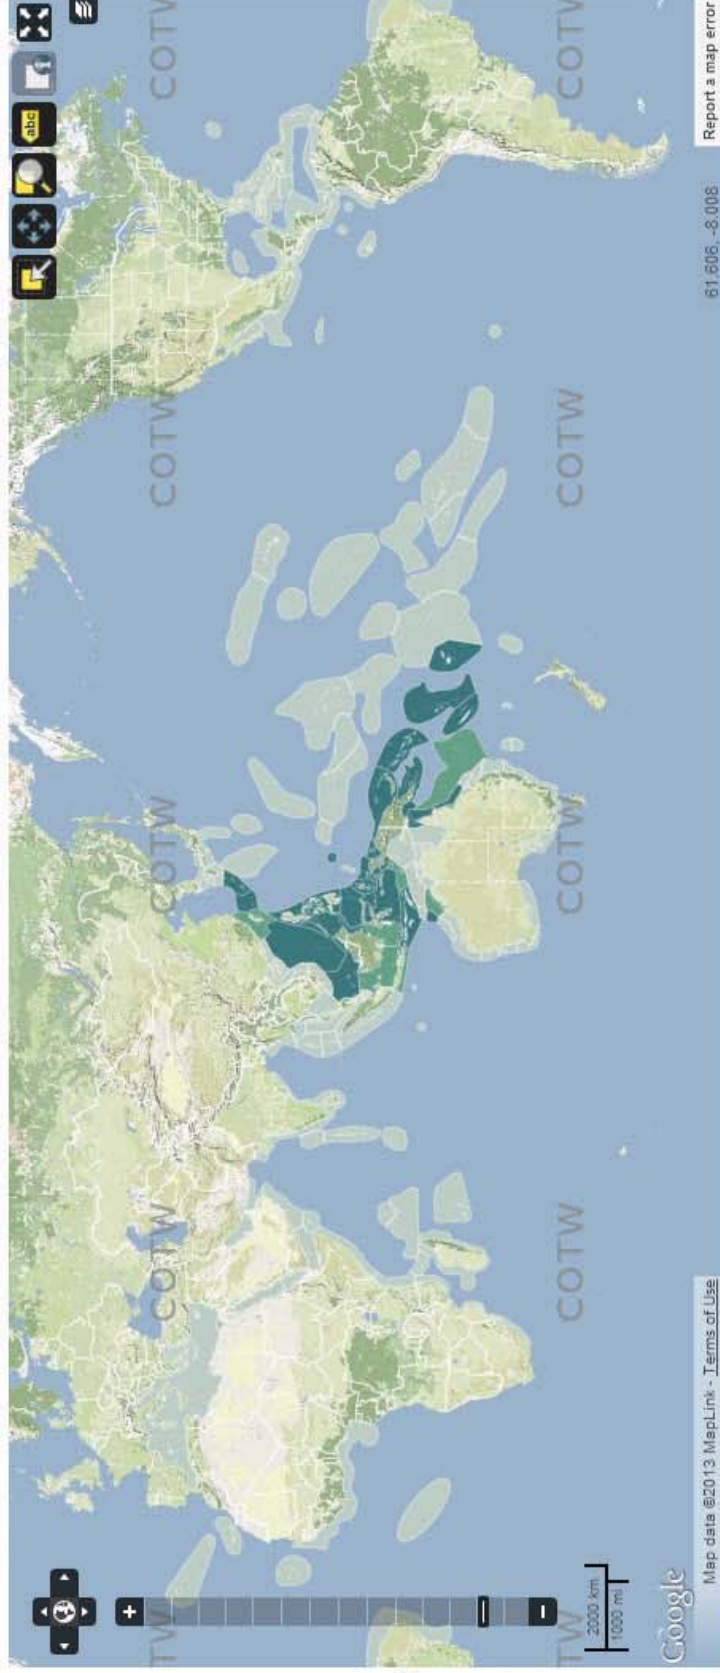 abc
COTW COTW COTW COTW COTW
COTW COTW COTW COTW COTW
+
−
2000 km
1000 mi
Google
Map data ©2013 MapLink - Terms of Use
61.606, -8.008
Report a map error